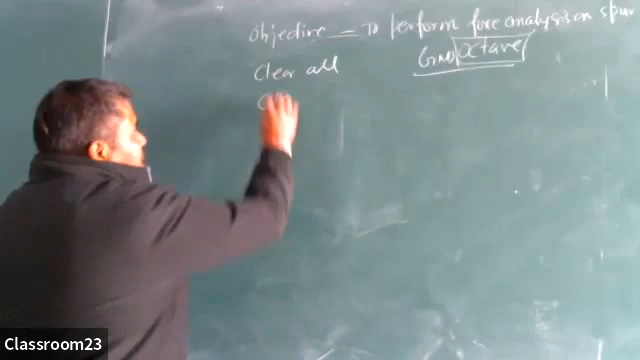 Objective — To perform force analysis on spur
GNU Octave
Clear all
C
Classroom23